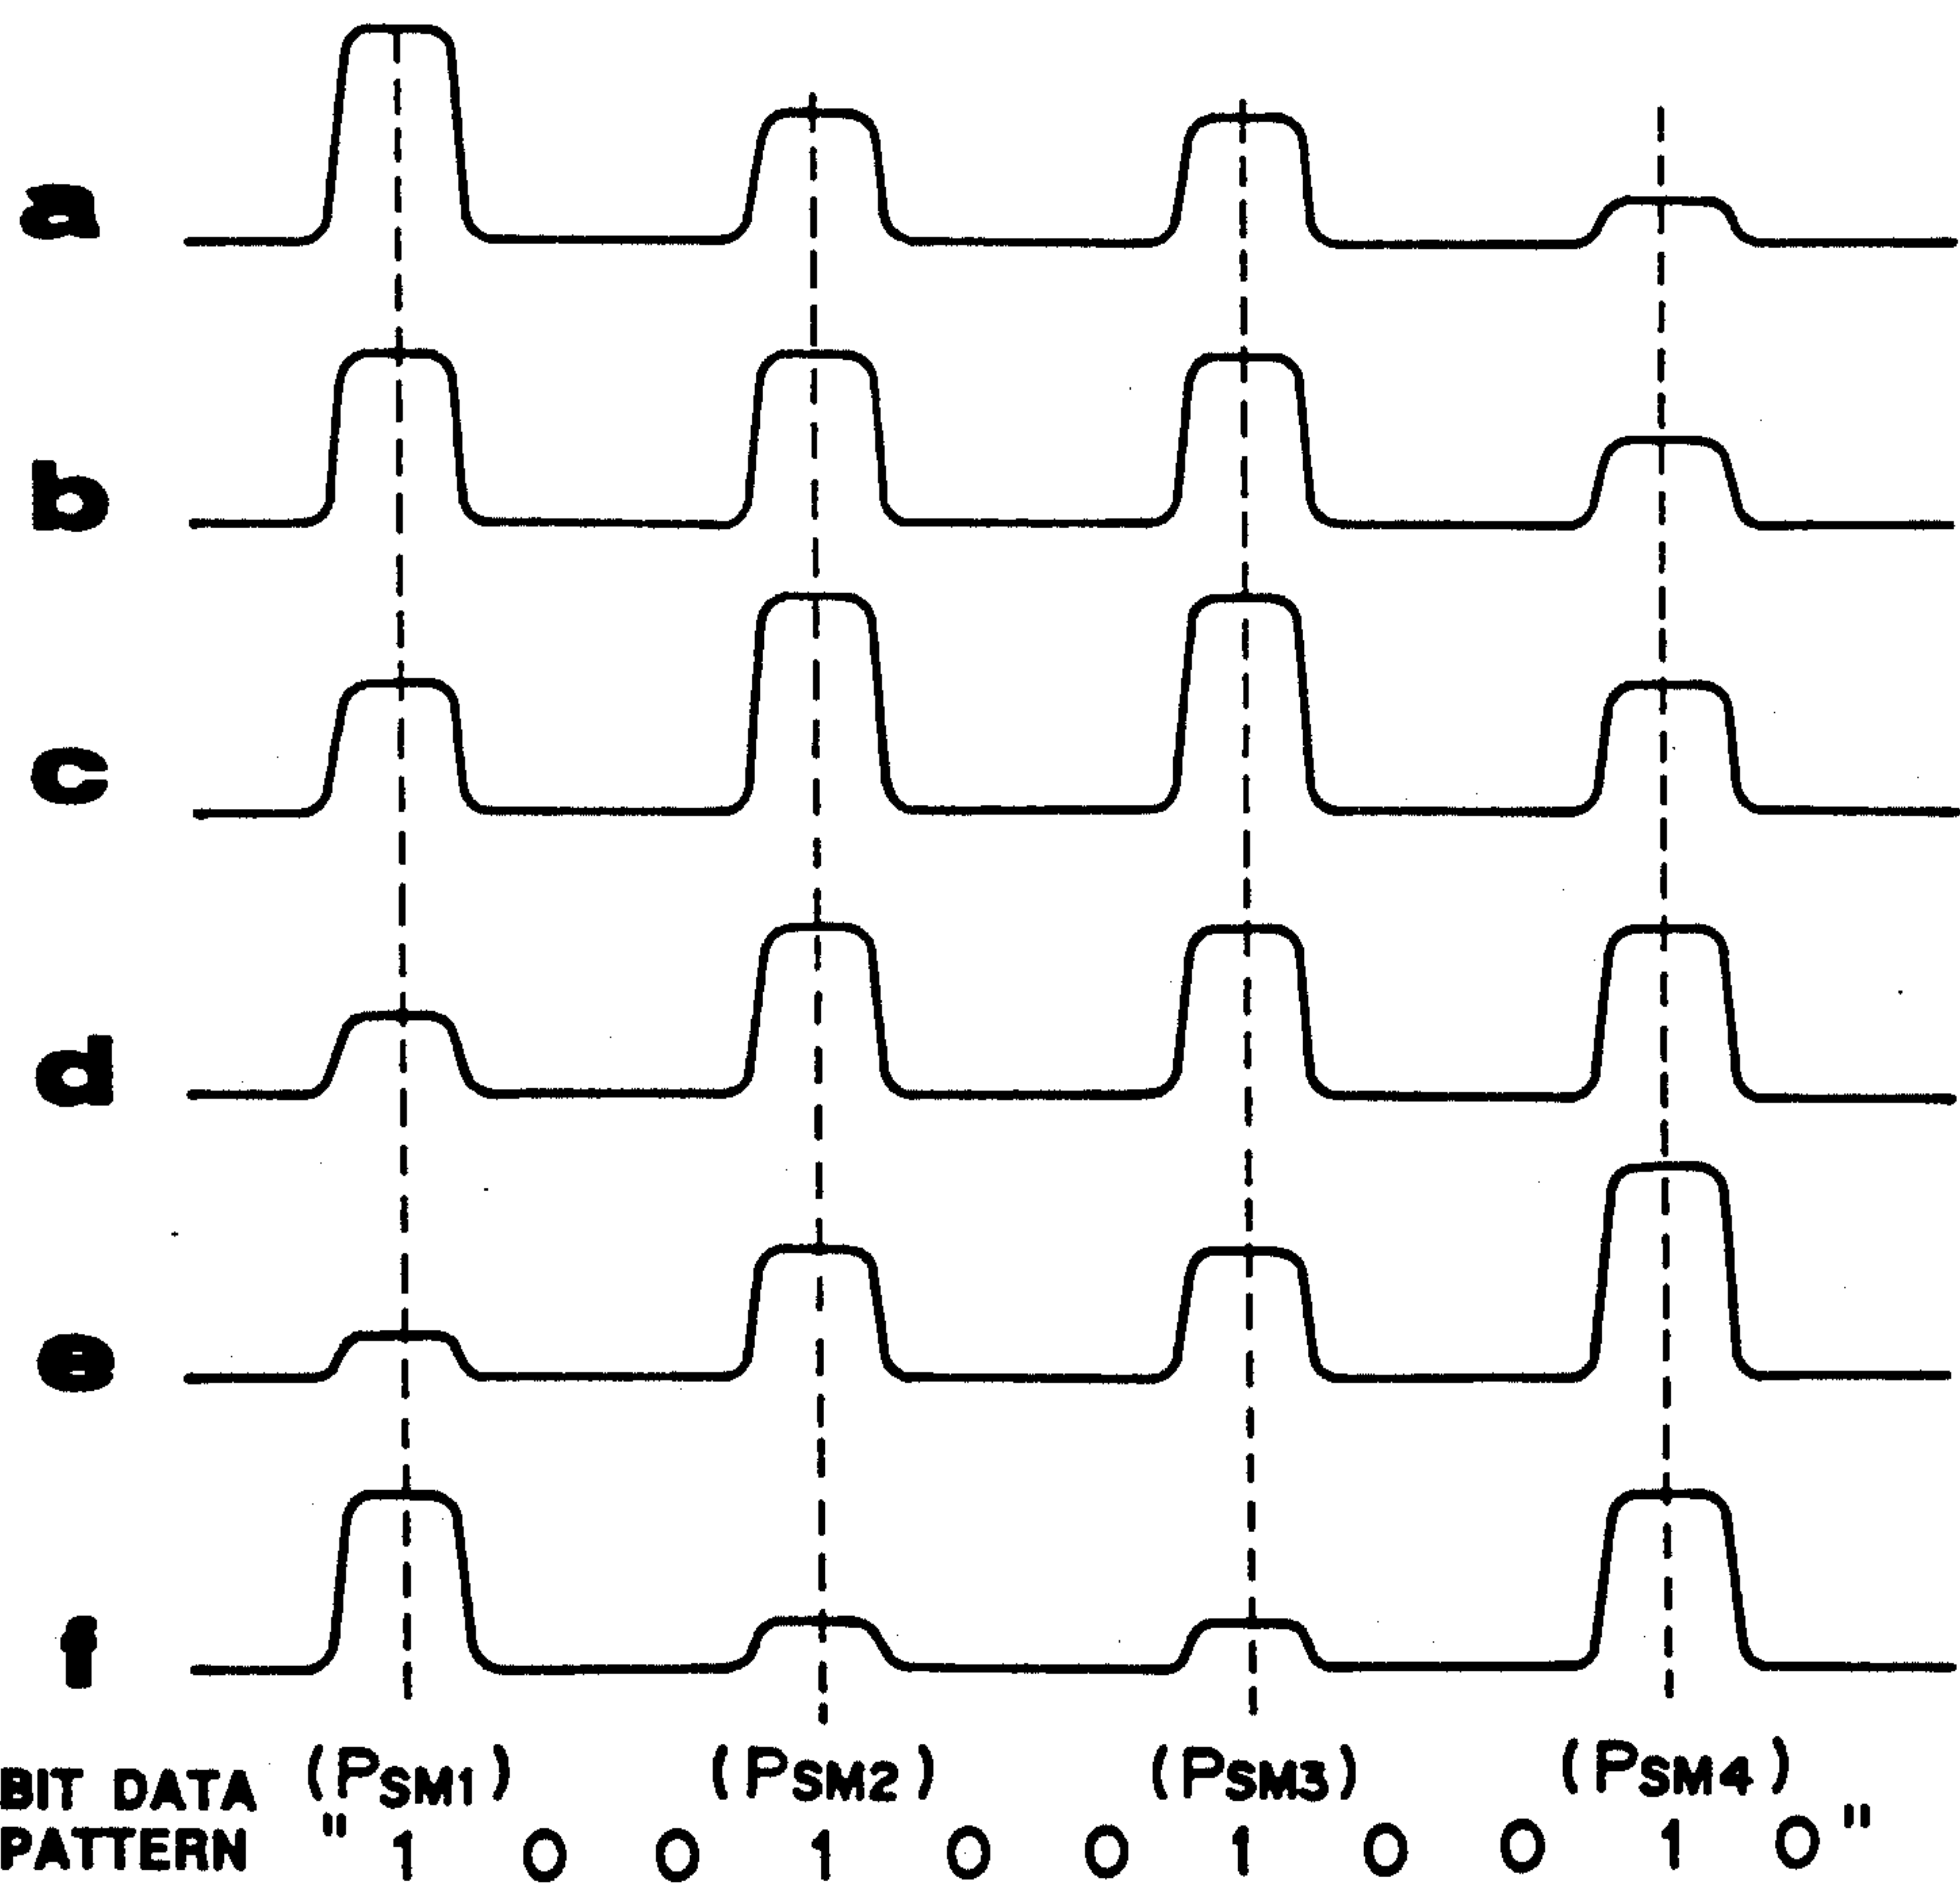 a
b
c
d
e
f
BIT DATA (PSM1) (PSM2) (PSM3) (PSM4)
PATTERN " 1 0 0 1 0 0 1 0 0 1 0 "